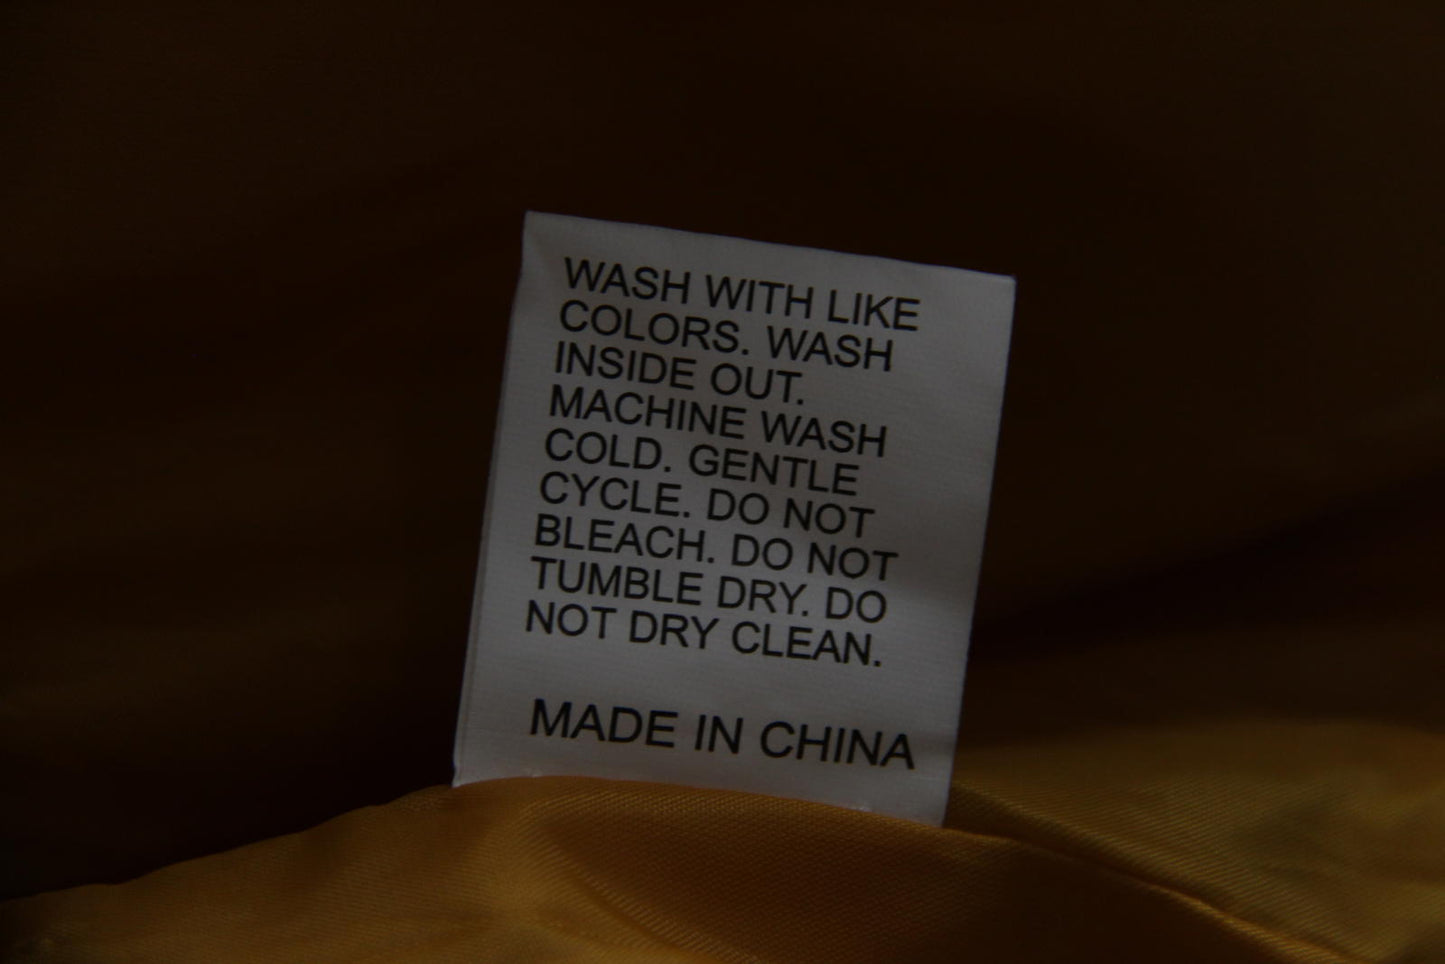 WASH WITH LIKE
COLORS. WASH
INSIDE OUT.
MACHINE WASH
COLD. GENTLE
CYCLE. DO NOT
BLEACH. DO NOT
TUMBLE DRY. DO
NOT DRY CLEAN.
MADE IN CHINA